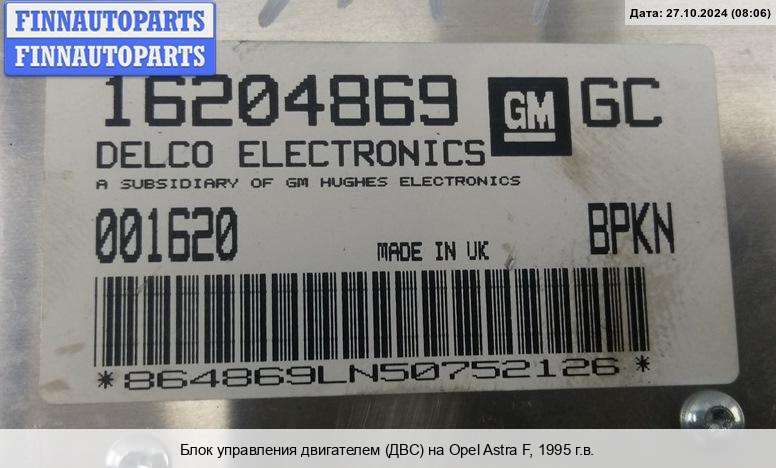 FINNAUTOPARTS
FINNAUTOPARTS
Дата: 27.10.2024 (08:06)
16204869 GM GC
DELCO ELECTRONICS
A SUBSIDIARY OF GM HUGHES ELECTRONICS
001620 MADE IN UK BPKN
*864869LN50752126*
Блок управления двигателем (ДВС) на Opel Astra F, 1995 г.в.